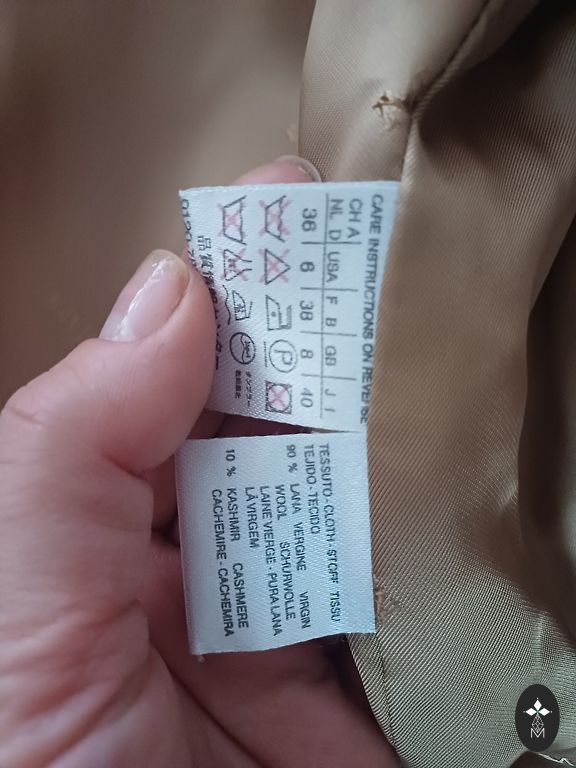 CARE INSTRUCTIONS ON REVERSE
CH A
NL D USA F B GB J I
36 6 38 8 40
P
TESSUTO-CLOTH-STOFF TISSU
TEJIDO-TECIDO
90 % LANA VERGINE VIRGIN
WOOL SCHURWOLLE
LAINE VIERGE-PURA LANA
LÃ VIRGEM
10 % KASHMIR CASHMERE
CACHEMIRE-CACHEMIRA
M